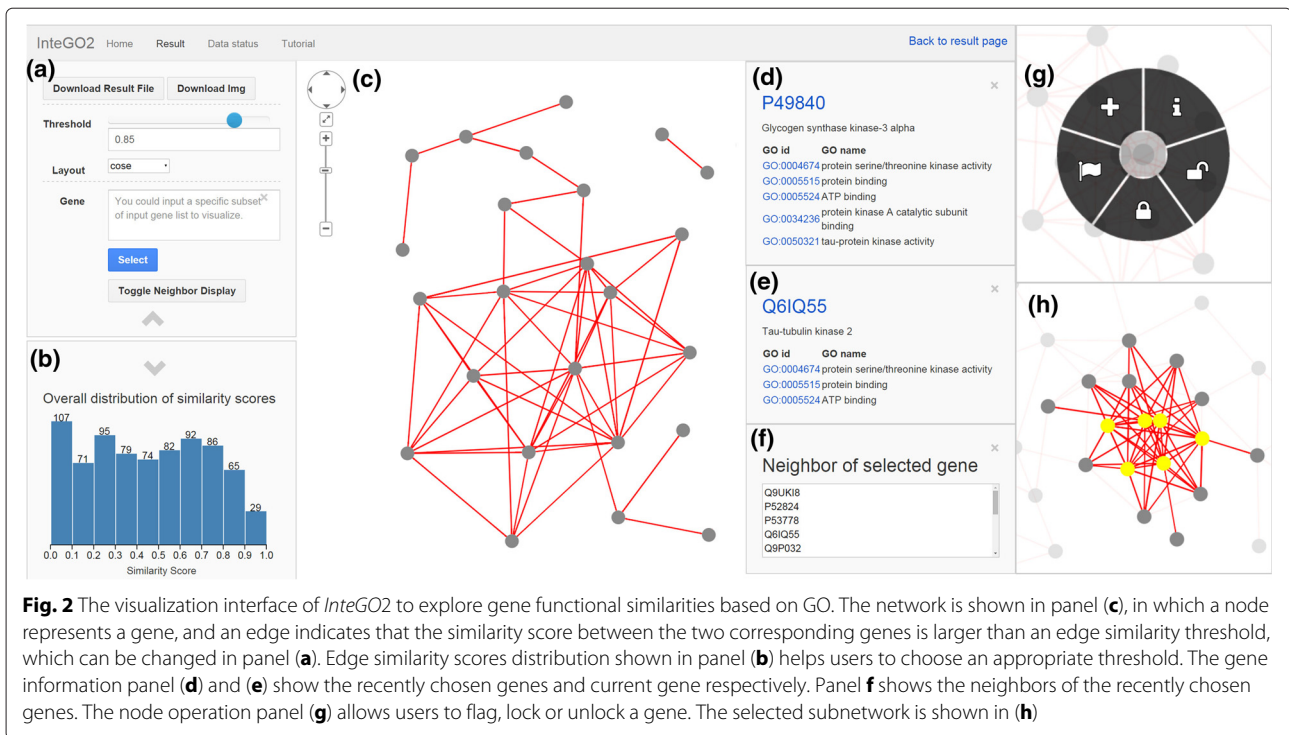 InteGO2 Home Result Data status Tutorial Back to result page
(a)
Download Result File Download Img
Threshold
0.85
Layout cose
Gene
You could input a specific subset
of input gene list to visualize.
Select
Toggle Neighbor Display
(b)
Overall distribution of similarity scores
107 71 95 79 74 82 92 86 65 29
0.0 0.1 0.2 0.3 0.4 0.5 0.6 0.7 0.8 0.9 1.0
Similarity Score
(c)
(d)
P49840
Glycogen synthase kinase-3 alpha
GO id GO name
GO:0004674 protein serine/threonine kinase activity
GO:0005515 protein binding
GO:0005524 ATP binding
GO:0034236 protein kinase A catalytic subunit
binding
GO:0050321 tau-protein kinase activity
(e)
Q6IQ55
Tau-tubulin kinase 2
GO id GO name
GO:0004674 protein serine/threonine kinase activity
GO:0005515 protein binding
GO:0005524 ATP binding
(f)
Neighbor of selected gene
Q9UKI8
P52824
P53778
Q6IQ55
Q9P032
(g)
(h)
Fig. 2 The visualization interface of InteGO2 to explore gene functional similarities based on GO. The network is shown in panel (c), in which a node
represents a gene, and an edge indicates that the similarity score between the two corresponding genes is larger than an edge similarity threshold,
which can be changed in panel (a). Edge similarity scores distribution shown in panel (b) helps users to choose an appropriate threshold. The gene
information panel (d) and (e) show the recently chosen genes and current gene respectively. Panel f shows the neighbors of the recently chosen
genes. The node operation panel (g) allows users to flag, lock or unlock a gene. The selected subnetwork is shown in (h)